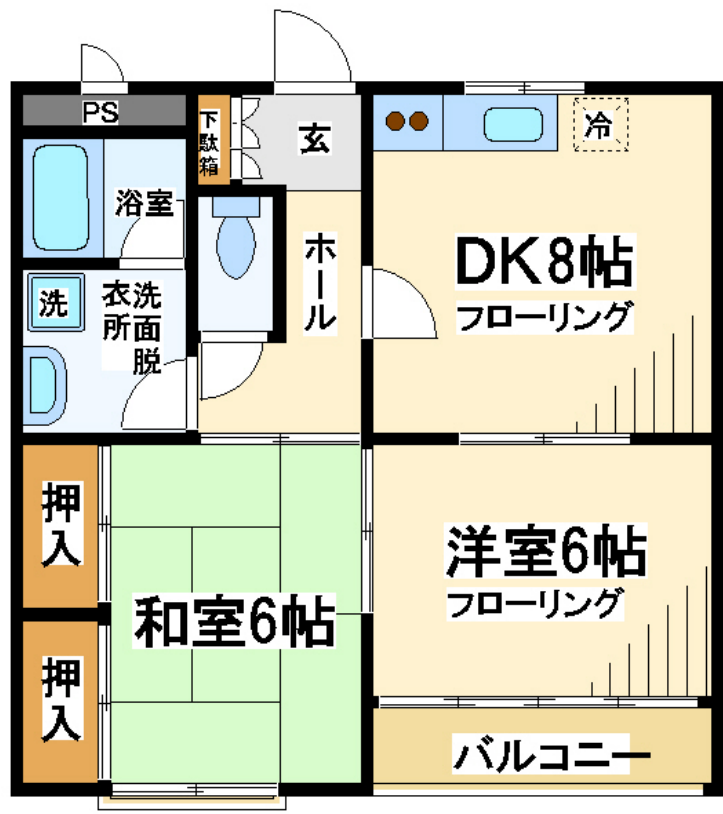 PS
下駄箱
玄
冷
浴室
ホール
DK8帖
フローリング
洗
洗面脱
衣所
押入
和室6帖
洋室6帖
フローリング
押入
バルコニー